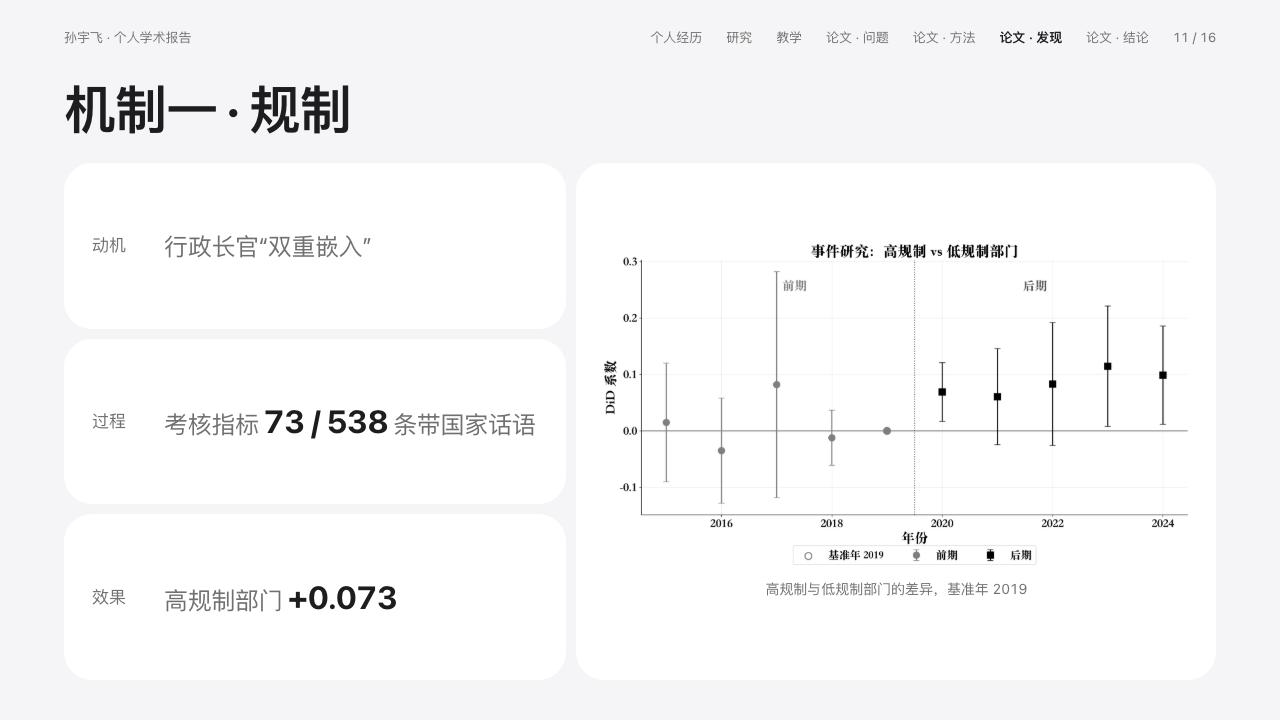 孙宇飞 · 个人学术报告
个人经历 研究 教学 论文 · 问题 论文 · 方法 论文 · 发现 论文 · 结论 11 / 16
机制一 · 规制
动机 行政长官“双重嵌入”
过程 考核指标 73 / 538 条带国家话语
效果 高规制部门 +0.073
事件研究：高规制 vs 低规制部门
前期 后期
DiD 系数
0.3
0.2
0.1
0.0
-0.1
2016 2018 2020 2022 2024
年份
基准年 2019 前期 后期
高规制与低规制部门的差异，基准年 2019